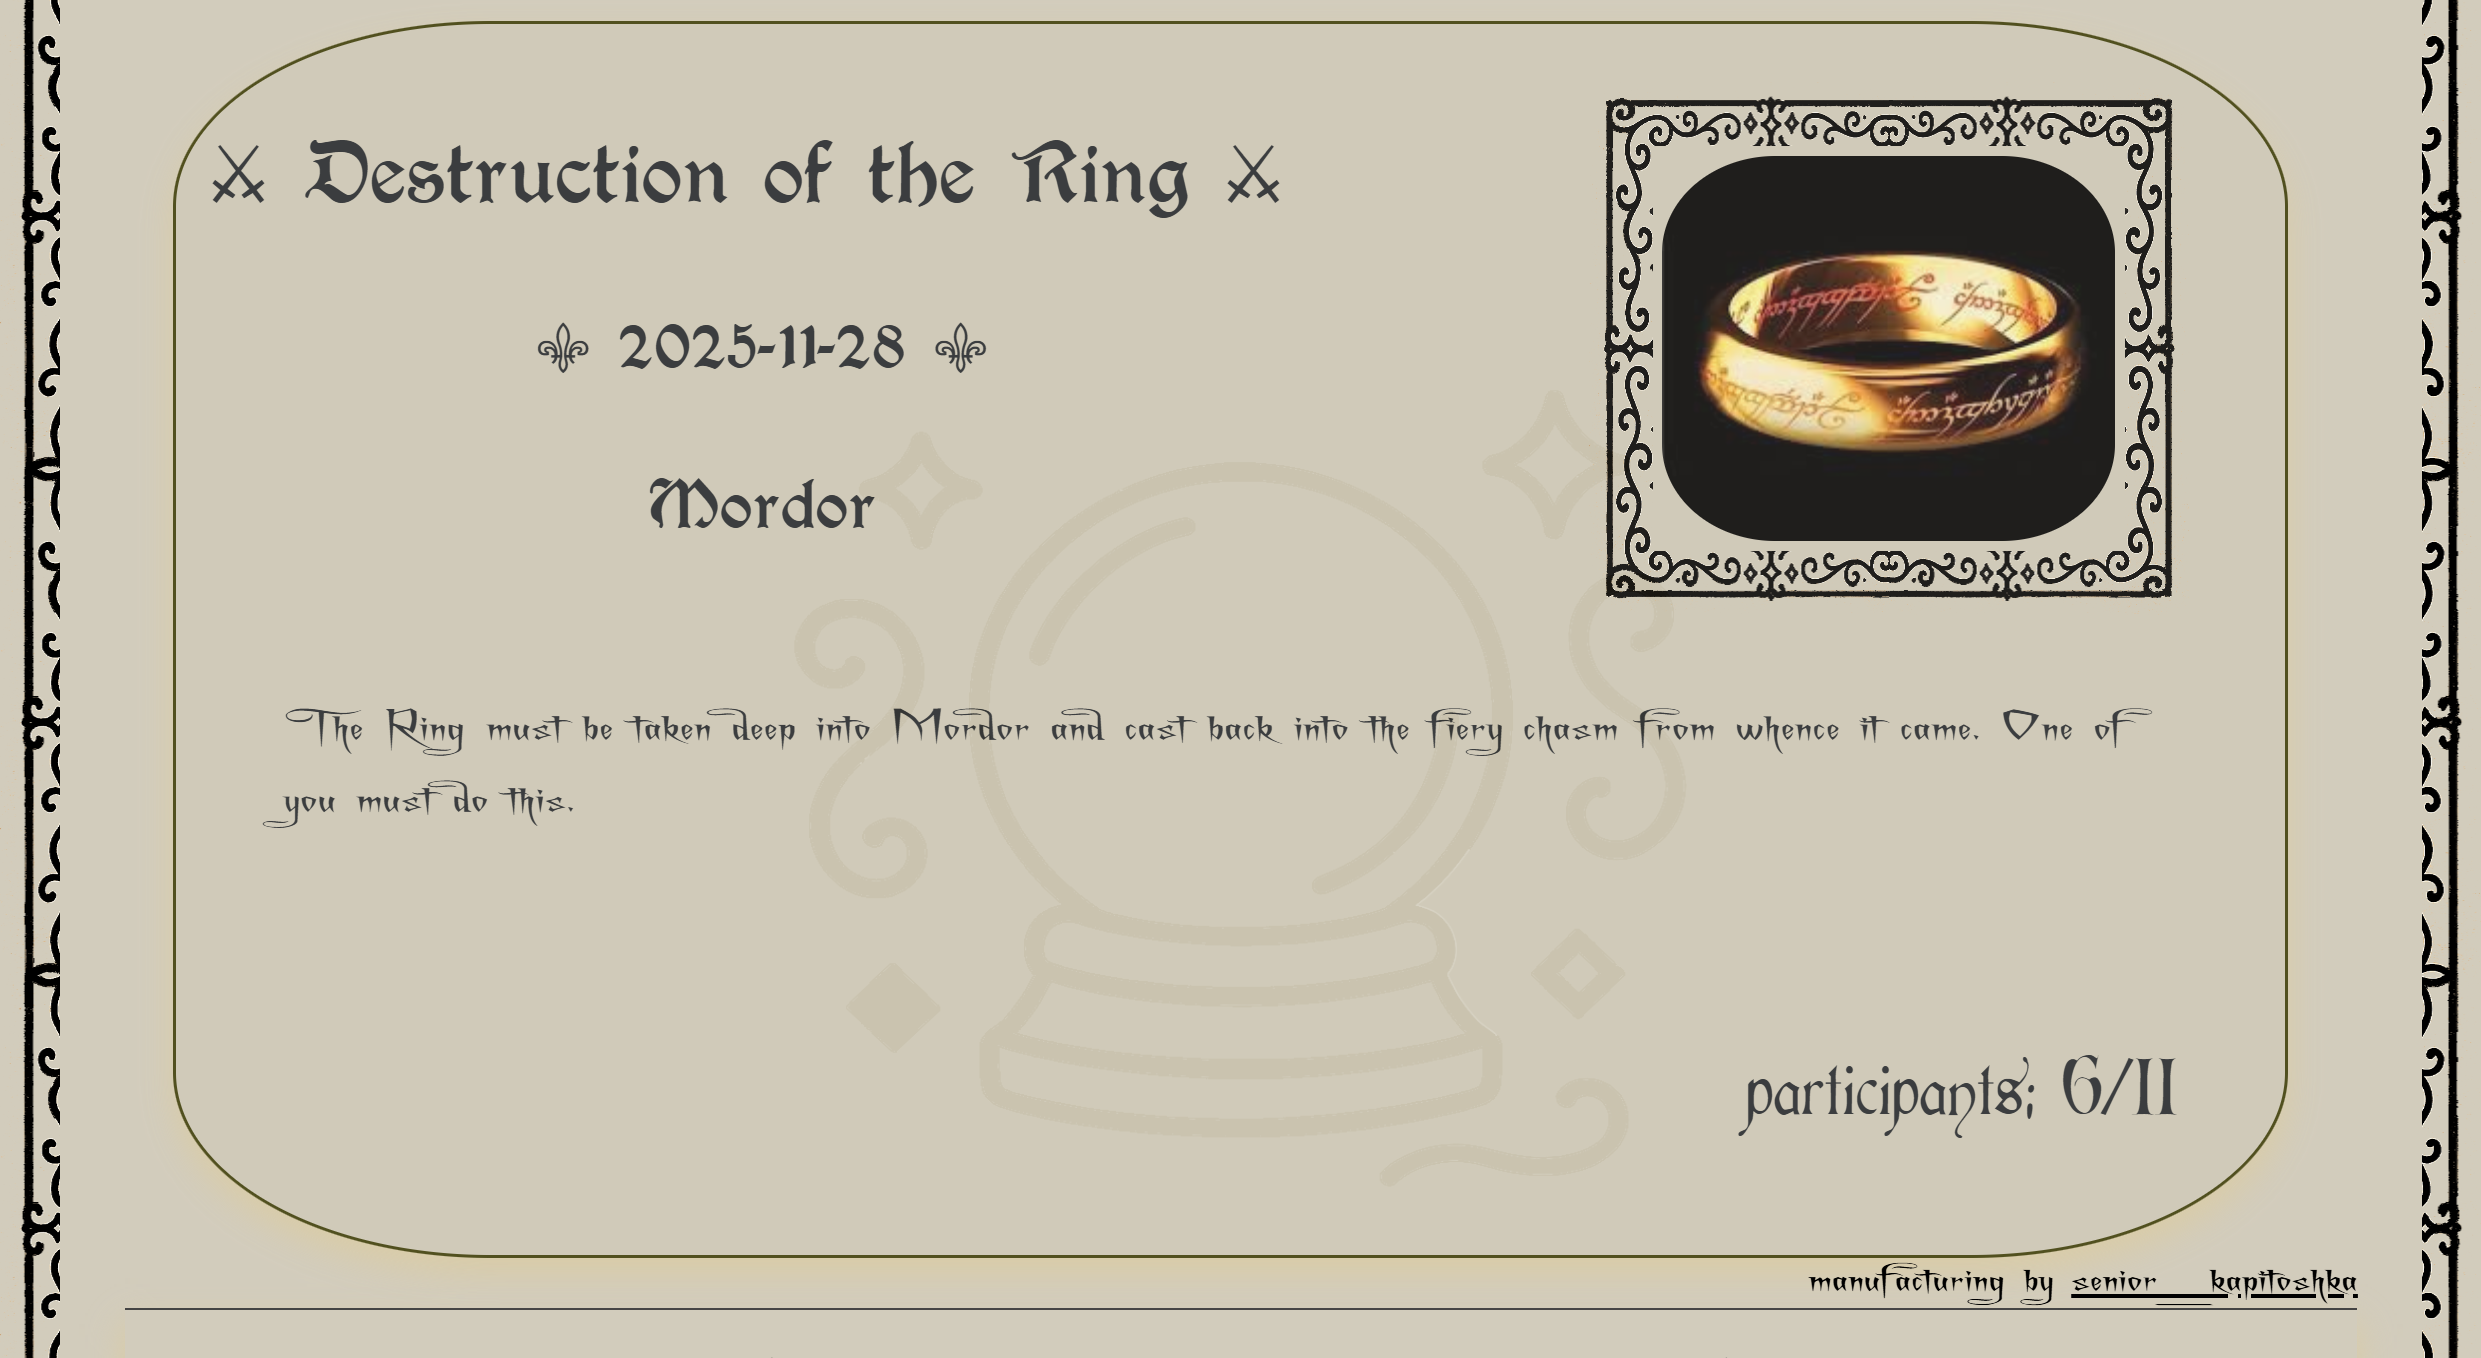 ⚔ Destruction of the Ring ⚔
⚜ 2025-11-28 ⚜
Mordor
The Ring must be taken deep into Mordor and cast back into the fiery chasm from whence it came. One of
you must do this.
participants: 6/11
manufacturing by senior__kapitoshka